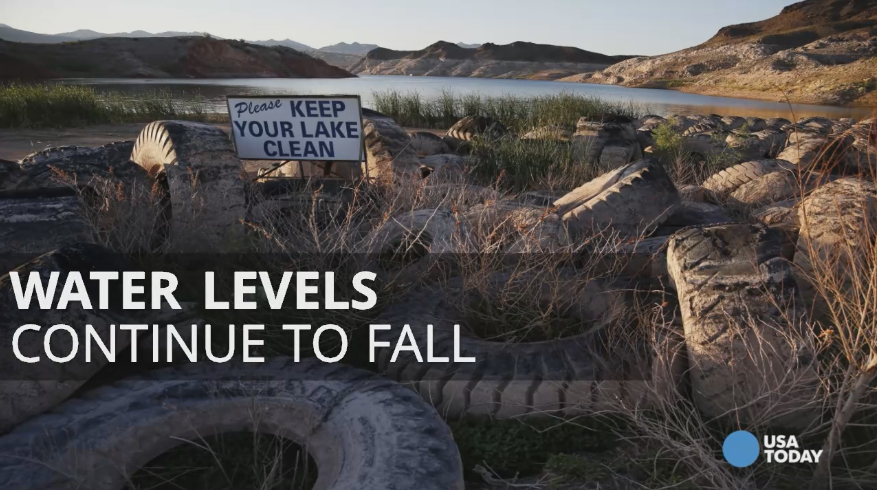 Please KEEP
YOUR LAKE
CLEAN
WATER LEVELS
CONTINUE TO FALL
USA
TODAY